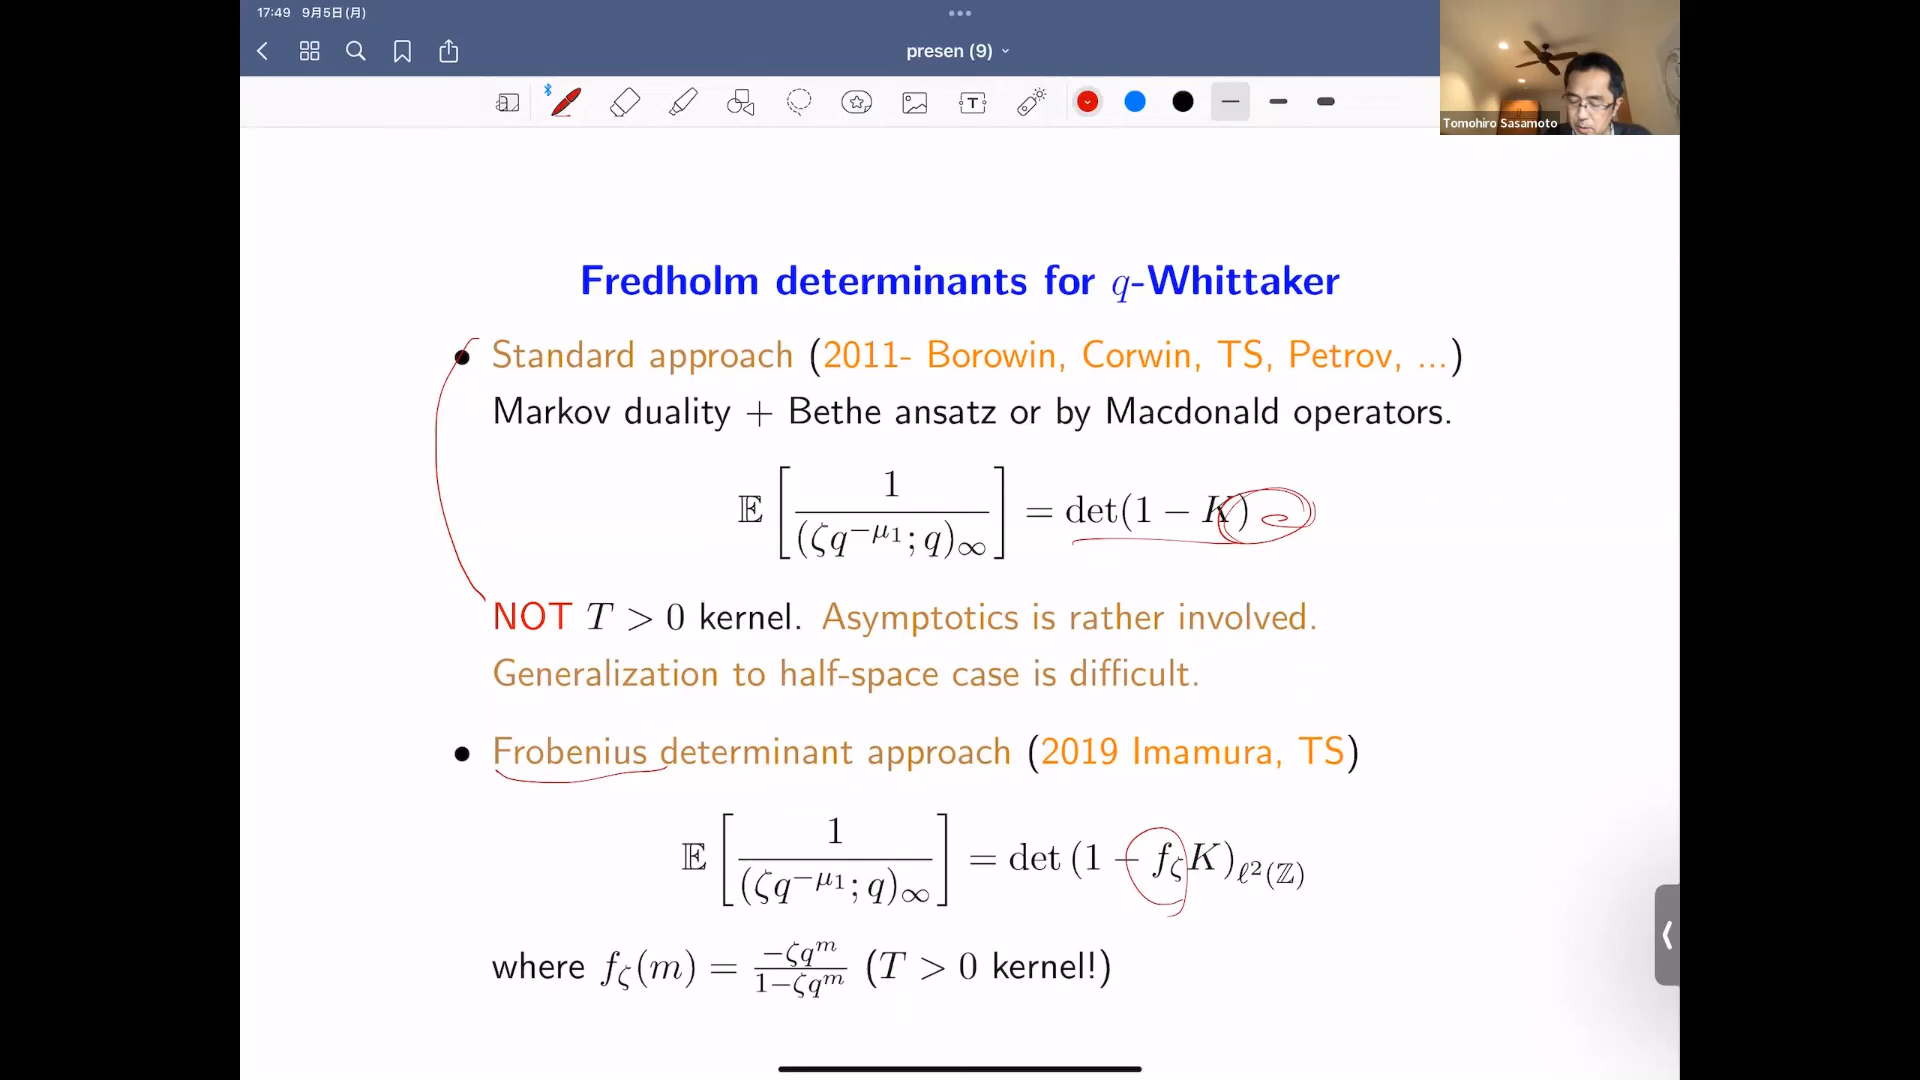 17:49 9月5日(月)
presen (9)
Tomohiro Sasamoto
Fredholm determinants for q-Whittaker
• Standard approach (2011- Borowin, Corwin, TS, Petrov, ...)
Markov duality + Bethe ansatz or by Macdonald operators.
𝔼 [ 1 / (ζq^{−μ₁}; q)_∞ ] = det(1 − K)
NOT T > 0 kernel. Asymptotics is rather involved.
Generalization to half-space case is difficult.
• Frobenius determinant approach (2019 Imamura, TS)
𝔼 [ 1 / (ζq^{−μ₁}; q)_∞ ] = det (1 − f_ζ K)_{ℓ²(ℤ)}
where f_ζ(m) = −ζq^m / 1−ζq^m (T > 0 kernel!)